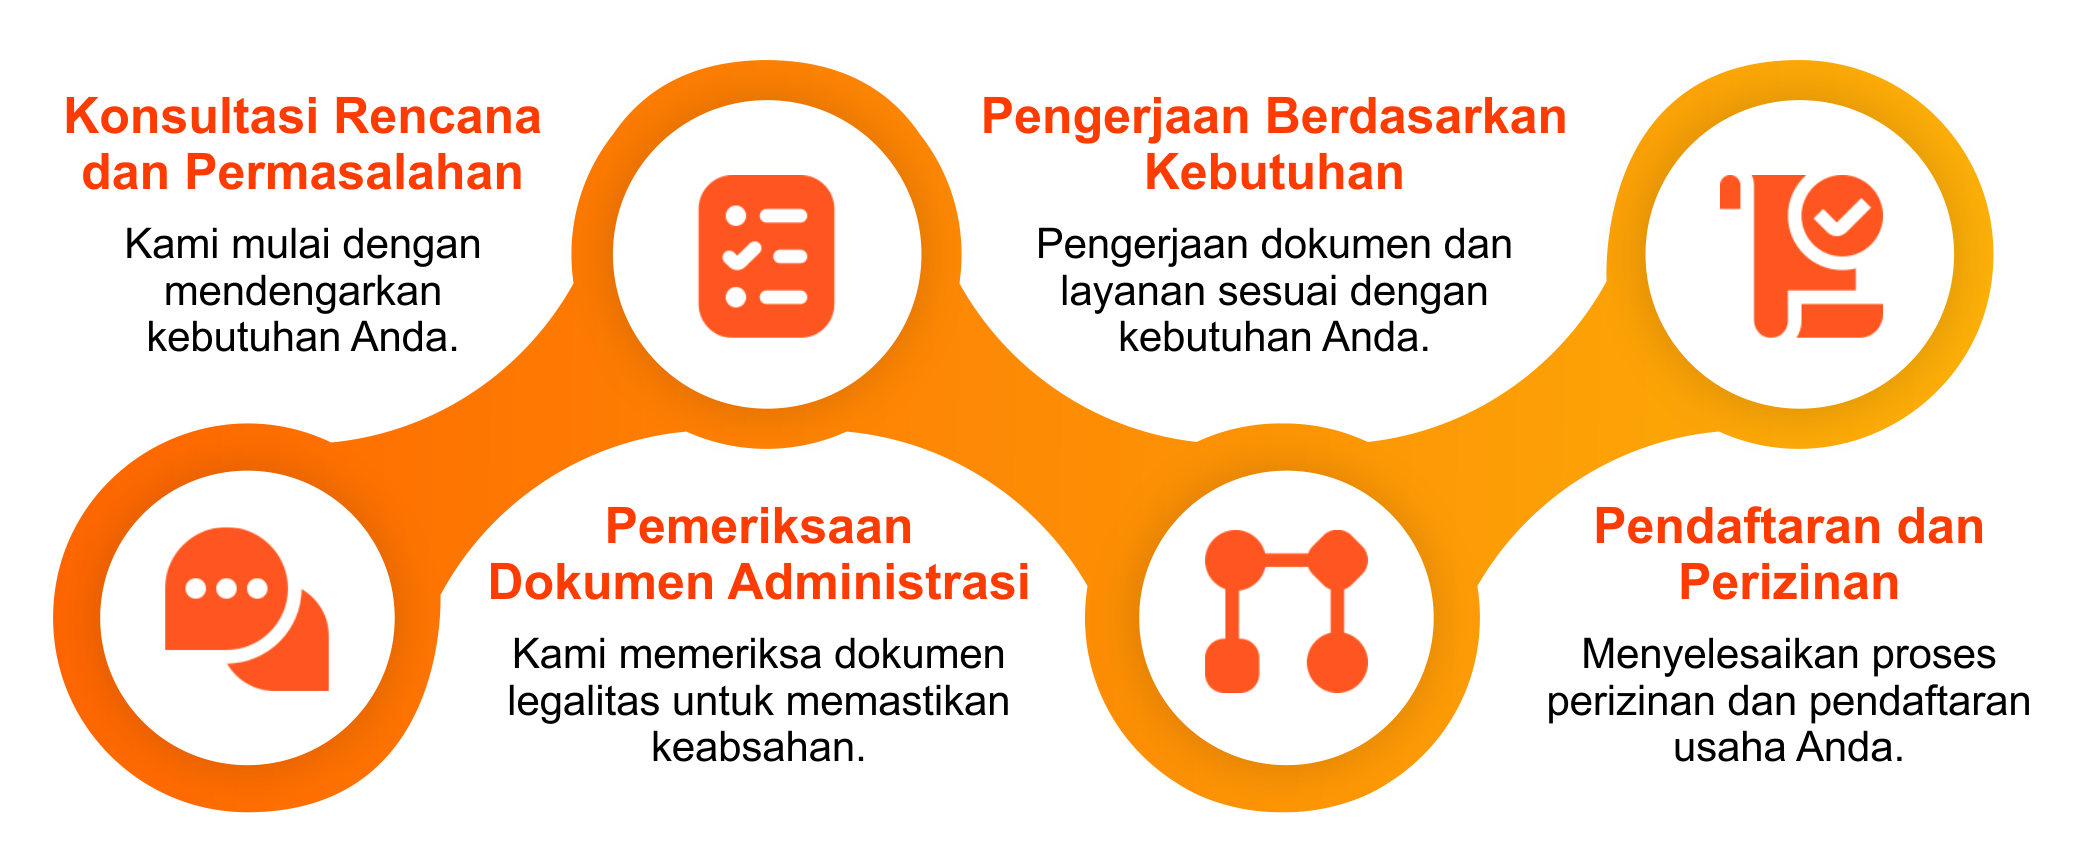 Konsultasi Rencana
dan Permasalahan
Kami mulai dengan
mendengarkan
kebutuhan Anda.
Pemeriksaan
Dokumen Administrasi
Kami memeriksa dokumen
legalitas untuk memastikan
keabsahan.
Pengerjaan Berdasarkan
Kebutuhan
Pengerjaan dokumen dan
layanan sesuai dengan
kebutuhan Anda.
Pendaftaran dan
Perizinan
Menyelesaikan proses
perizinan dan pendaftaran
usaha Anda.